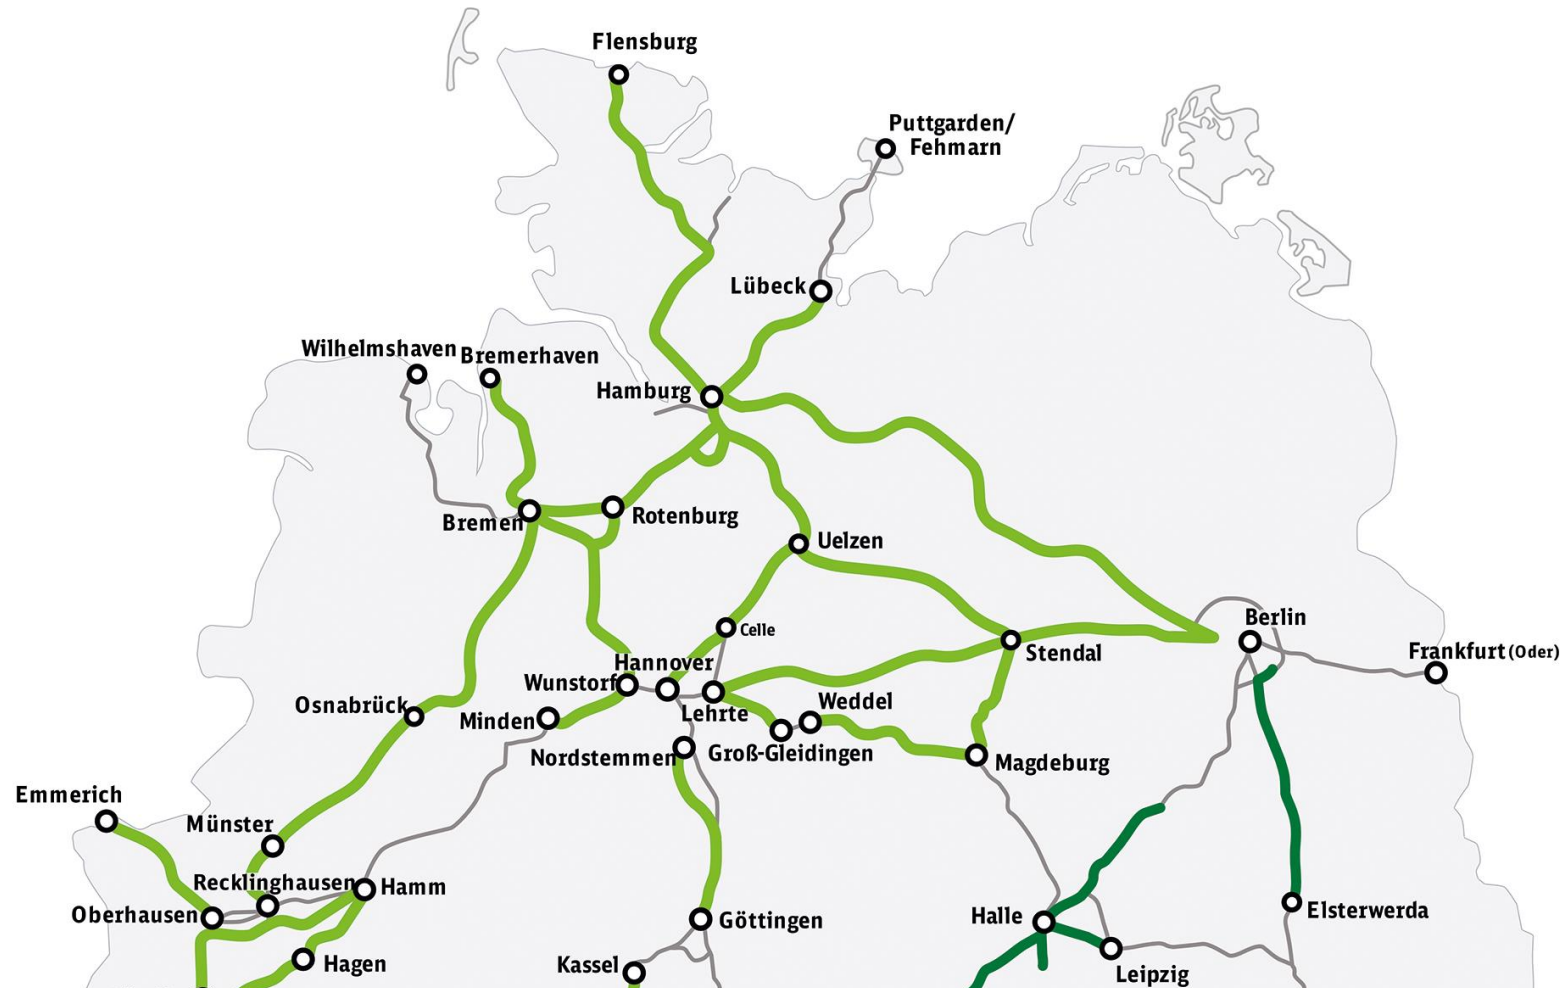 Flensburg
Puttgarden/
Fehmarn
Lübeck
Wilhelmshaven
Bremerhaven
Hamburg
Bremen
Rotenburg
Uelzen
Berlin
Celle
Stendal
Frankfurt (Oder)
Hannover
Wunstorf
Osnabrück
Minden
Lehrte
Weddel
Nordstemmen
Groß-Gleidingen
Magdeburg
Emmerich
Münster
Recklinghausen
Hamm
Oberhausen
Göttingen
Halle
Elsterwerda
Hagen
Kassel
Leipzig